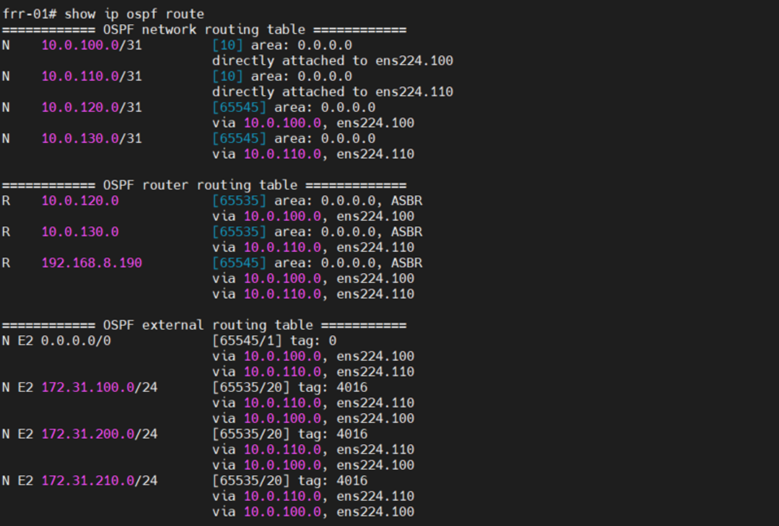 frr-01# show ip ospf route
============ OSPF network routing table ============
N    10.0.100.0/31         [10] area: 0.0.0.0
                           directly attached to ens224.100
N    10.0.110.0/31         [10] area: 0.0.0.0
                           directly attached to ens224.110
N    10.0.120.0/31         [65545] area: 0.0.0.0
                           via 10.0.100.0, ens224.100
N    10.0.130.0/31         [65545] area: 0.0.0.0
                           via 10.0.110.0, ens224.110

============ OSPF router routing table =============
R    10.0.120.0            [65535] area: 0.0.0.0, ASBR
                           via 10.0.100.0, ens224.100
R    10.0.130.0            [65535] area: 0.0.0.0, ASBR
                           via 10.0.110.0, ens224.110
R    192.168.8.190         [65545] area: 0.0.0.0, ASBR
                           via 10.0.100.0, ens224.100
                           via 10.0.110.0, ens224.110

============ OSPF external routing table ===========
N E2 0.0.0.0/0             [65545/1] tag: 0
                           via 10.0.100.0, ens224.100
                           via 10.0.110.0, ens224.110
N E2 172.31.100.0/24       [65535/20] tag: 4016
                           via 10.0.110.0, ens224.110
                           via 10.0.100.0, ens224.100
N E2 172.31.200.0/24       [65535/20] tag: 4016
                           via 10.0.110.0, ens224.110
                           via 10.0.100.0, ens224.100
N E2 172.31.210.0/24       [65535/20] tag: 4016
                           via 10.0.110.0, ens224.110
                           via 10.0.100.0, ens224.100